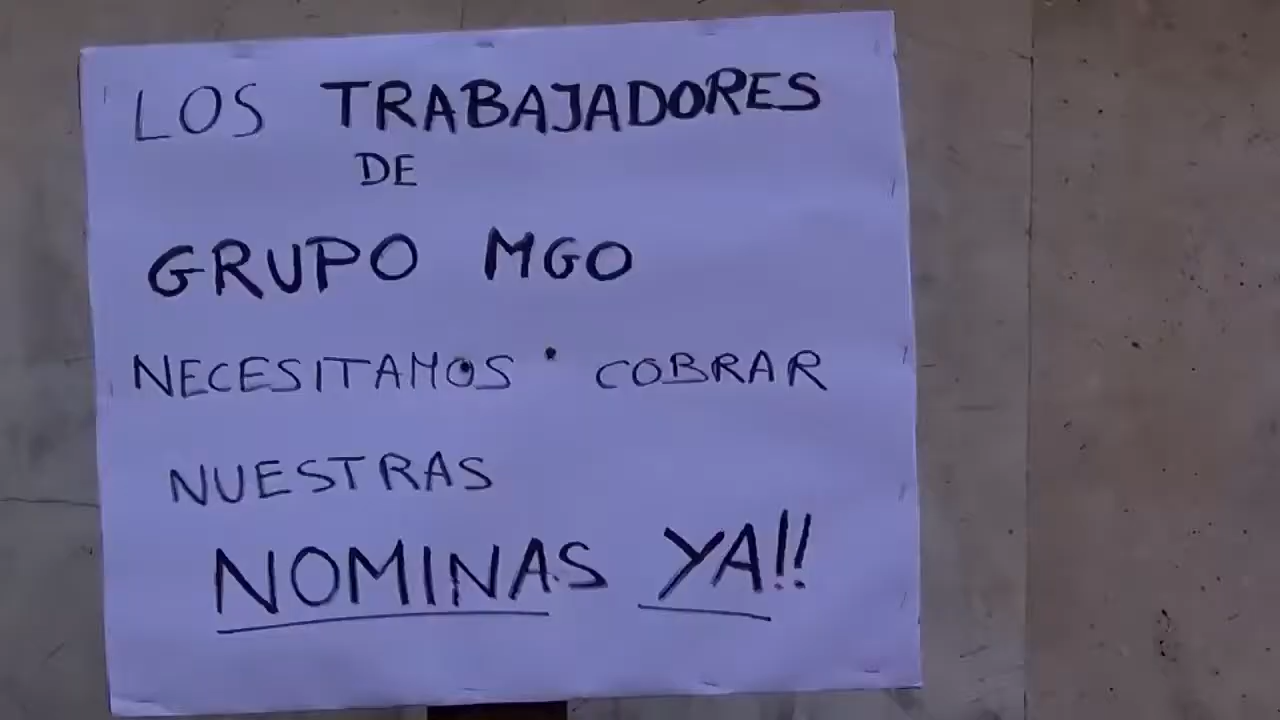 LOS TRABAJADORES
DE
GRUPO MGO
NECESITAMOS COBRAR
NUESTRAS
NOMINAS YA!!